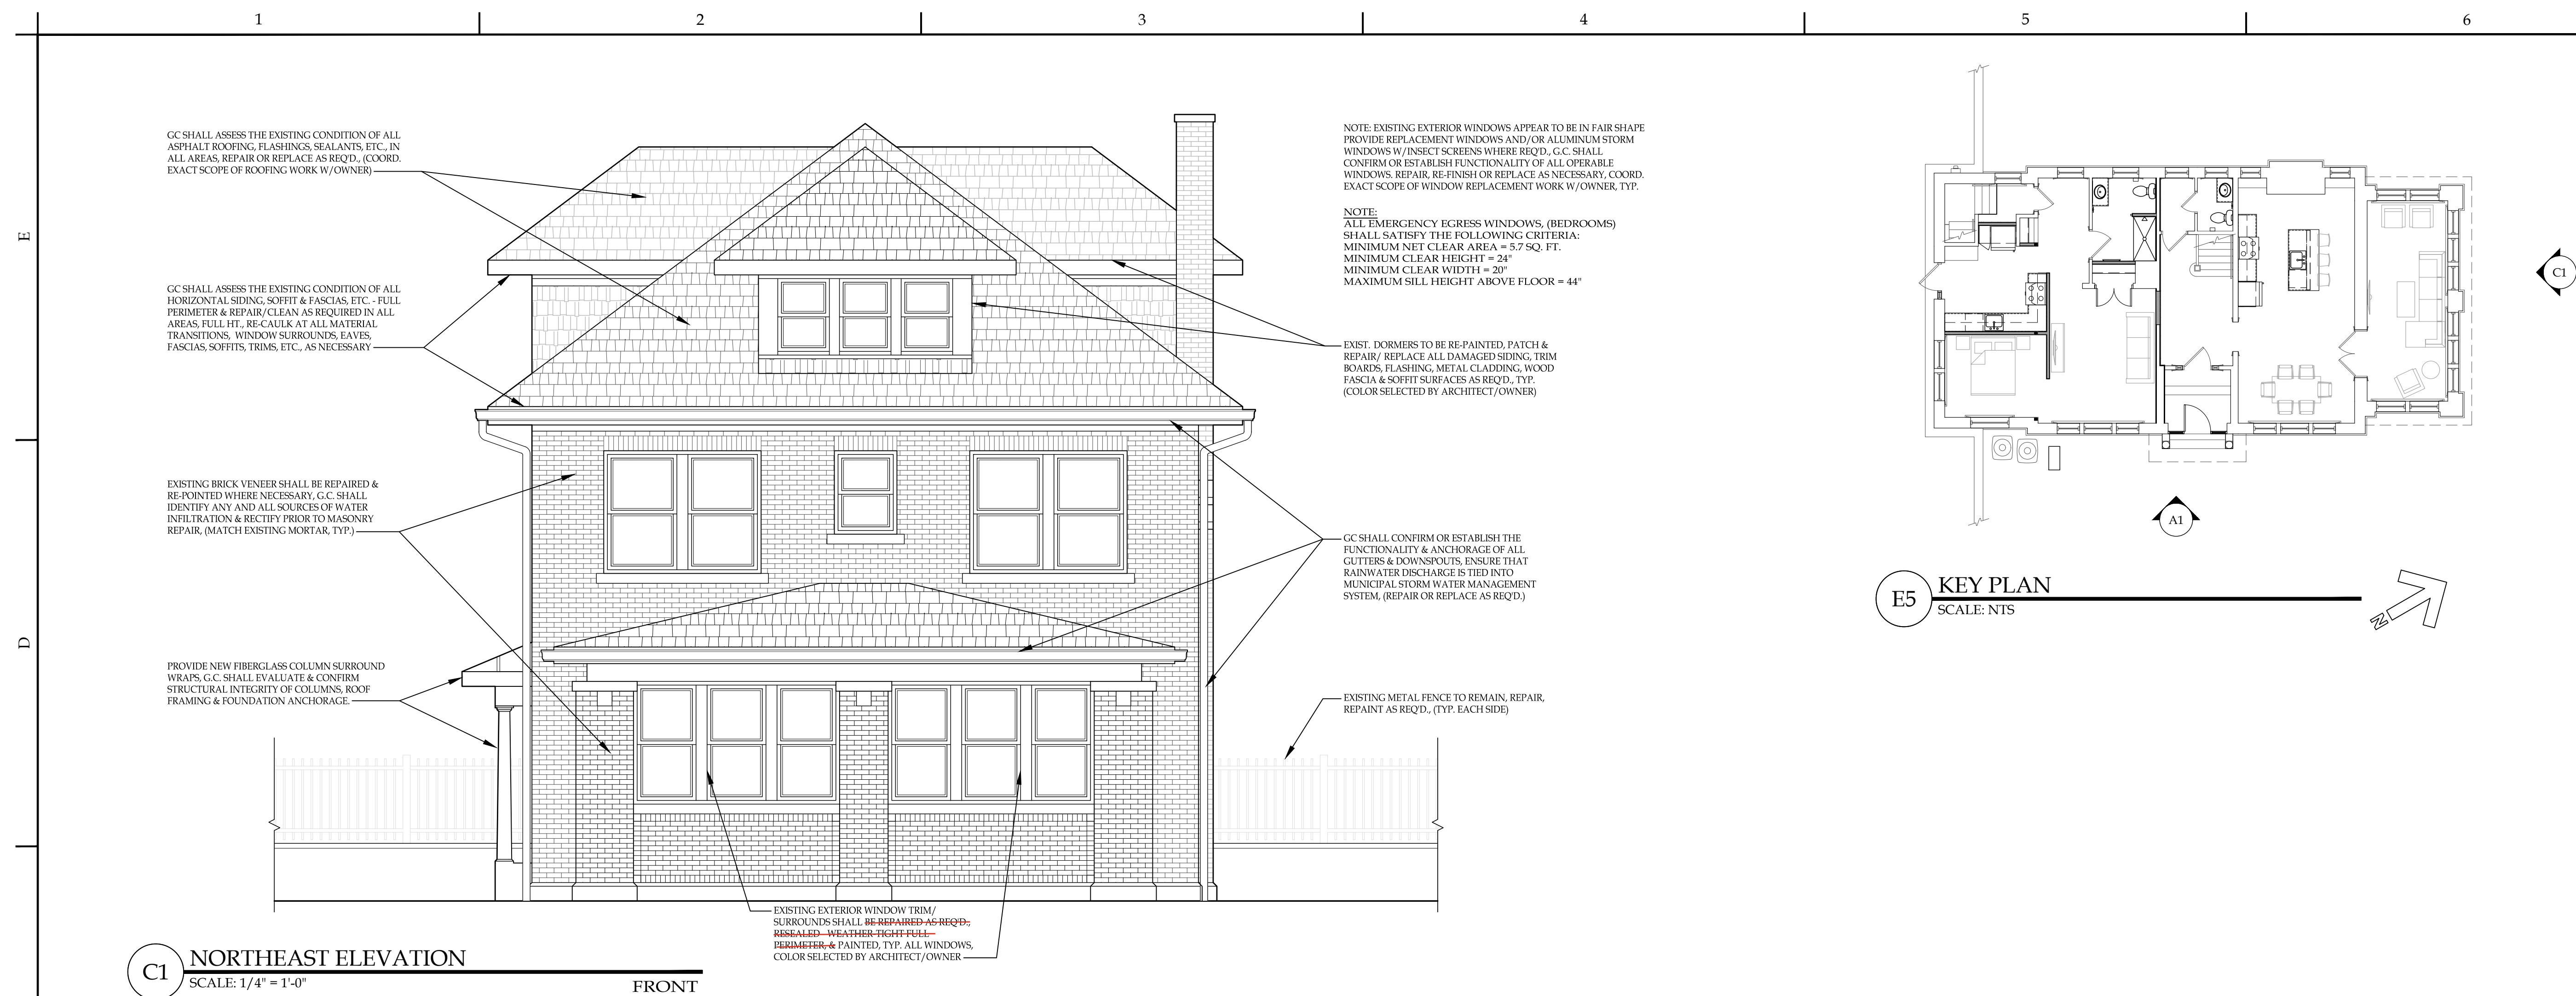 1 2 3 4 5 6
E
D
GC SHALL ASSESS THE EXISTING CONDITION OF ALL
ASPHALT ROOFING, FLASHINGS, SEALANTS, ETC., IN
ALL AREAS, REPAIR OR REPLACE AS REQ'D., (COORD.
EXACT SCOPE OF ROOFING WORK W/OWNER)
GC SHALL ASSESS THE EXISTING CONDITION OF ALL
HORIZONTAL SIDING, SOFFIT & FASCIAS, ETC. - FULL
PERIMETER & REPAIR/CLEAN AS REQUIRED IN ALL
AREAS, FULL HT., RE-CAULK AT ALL MATERIAL
TRANSITIONS, WINDOW SURROUNDS, EAVES,
FASCIAS, SOFFITS, TRIMS, ETC., AS NECESSARY
EXISTING BRICK VENEER SHALL BE REPAIRED &
RE-POINTED WHERE NECESSARY, G.C. SHALL
IDENTIFY ANY AND ALL SOURCES OF WATER
INFILTRATION & RECTIFY PRIOR TO MASONRY
REPAIR, (MATCH EXISTING MORTAR, TYP.)
PROVIDE NEW FIBERGLASS COLUMN SURROUND
WRAPS, G.C. SHALL EVALUATE & CONFIRM
STRUCTURAL INTEGRITY OF COLUMNS, ROOF
FRAMING & FOUNDATION ANCHORAGE.
NOTE: EXISTING EXTERIOR WINDOWS APPEAR TO BE IN FAIR SHAPE
PROVIDE REPLACEMENT WINDOWS AND/OR ALUMINUM STORM
WINDOWS W/INSECT SCREENS WHERE REQ'D., G.C. SHALL
CONFIRM OR ESTABLISH FUNCTIONALITY OF ALL OPERABLE
WINDOWS. REPAIR, RE-FINISH OR REPLACE AS NECESSARY, COORD.
EXACT SCOPE OF WINDOW REPLACEMENT WORK W/OWNER, TYP.
NOTE:
ALL EMERGENCY EGRESS WINDOWS, (BEDROOMS)
SHALL SATISFY THE FOLLOWING CRITERIA:
MINIMUM NET CLEAR AREA = 5.7 SQ. FT.
MINIMUM CLEAR HEIGHT = 24"
MINIMUM CLEAR WIDTH = 20"
MAXIMUM SILL HEIGHT ABOVE FLOOR = 44"
EXIST. DORMERS TO BE RE-PAINTED, PATCH &
REPAIR/ REPLACE ALL DAMAGED SIDING, TRIM
BOARDS, FLASHING, METAL CLADDING, WOOD
FASCIA & SOFFIT SURFACES AS REQ'D., TYP.
(COLOR SELECTED BY ARCHITECT/OWNER)
GC SHALL CONFIRM OR ESTABLISH THE
FUNCTIONALITY & ANCHORAGE OF ALL
GUTTERS & DOWNSPOUTS, ENSURE THAT
RAINWATER DISCHARGE IS TIED INTO
MUNICIPAL STORM WATER MANAGEMENT
SYSTEM, (REPAIR OR REPLACE AS REQ'D.)
EXISTING METAL FENCE TO REMAIN, REPAIR,
REPAINT AS REQ'D., (TYP. EACH SIDE)
EXISTING EXTERIOR WINDOW TRIM/
SURROUNDS SHALL BE REPAIRED AS REQ'D.,
RESEALED - WEATHER-TIGHT FULL
PERIMETER, & PAINTED, TYP. ALL WINDOWS,
COLOR SELECTED BY ARCHITECT/OWNER
C1 NORTHEAST ELEVATION
SCALE: 1/4" = 1'-0"
FRONT
C1
A1
E5 KEY PLAN
SCALE: NTS
N